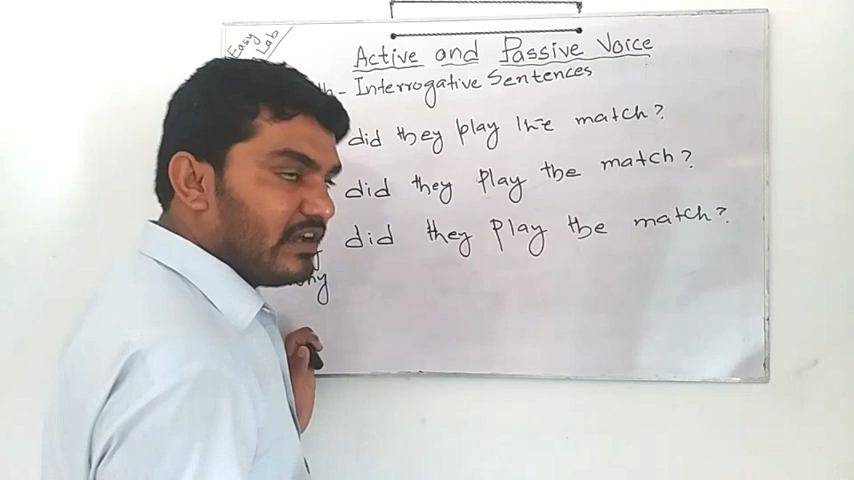 Easy
Lab
Active and Passive Voice
Wh- Interrogative Sentences
did they play the match?
did they play the match?
did they play the match?